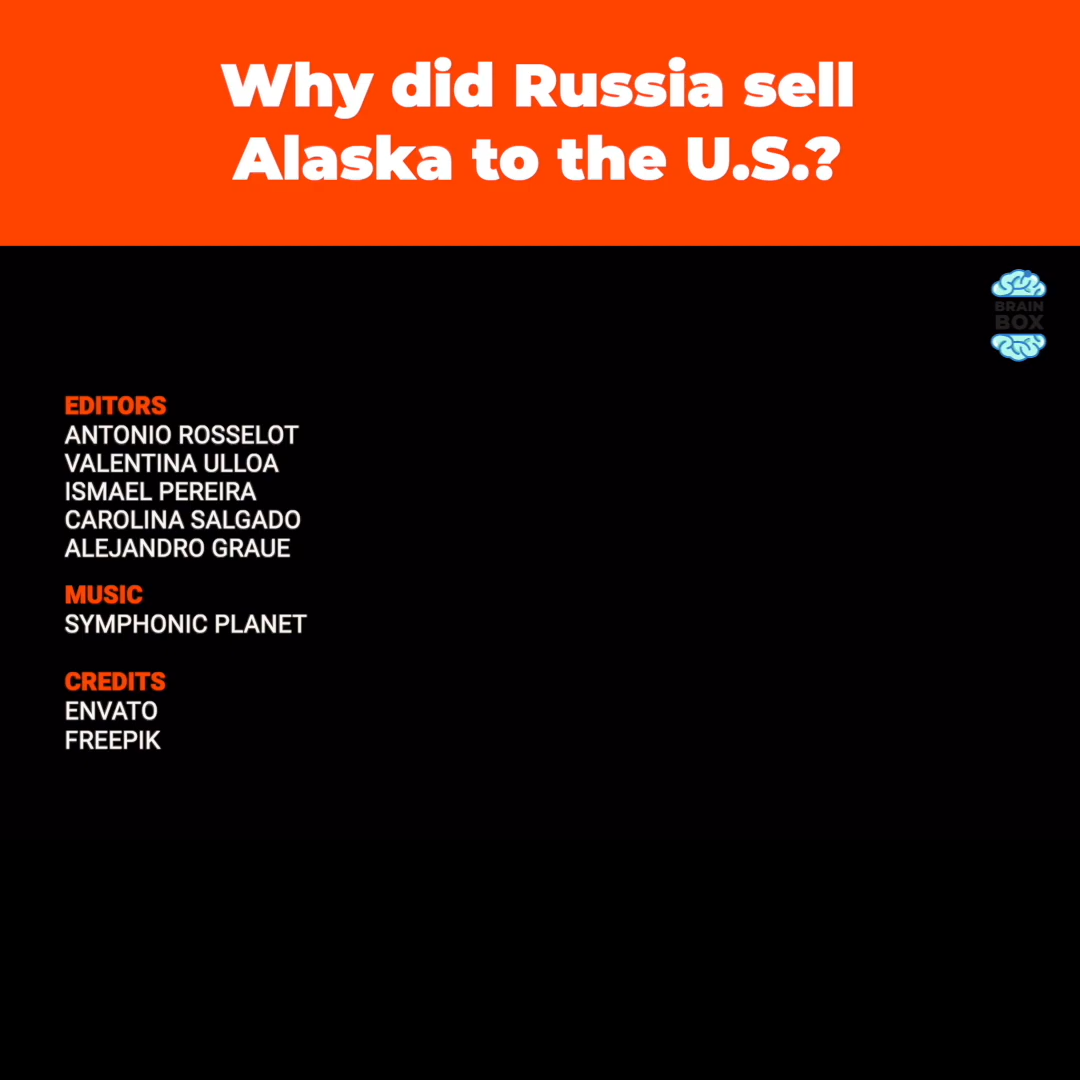 Why did Russia sell
Alaska to the U.S.?
BRAIN
BOX
EDITORS
ANTONIO ROSSELOT
VALENTINA ULLOA
ISMAEL PEREIRA
CAROLINA SALGADO
ALEJANDRO GRAUE
MUSIC
SYMPHONIC PLANET
CREDITS
ENVATO
FREEPIK